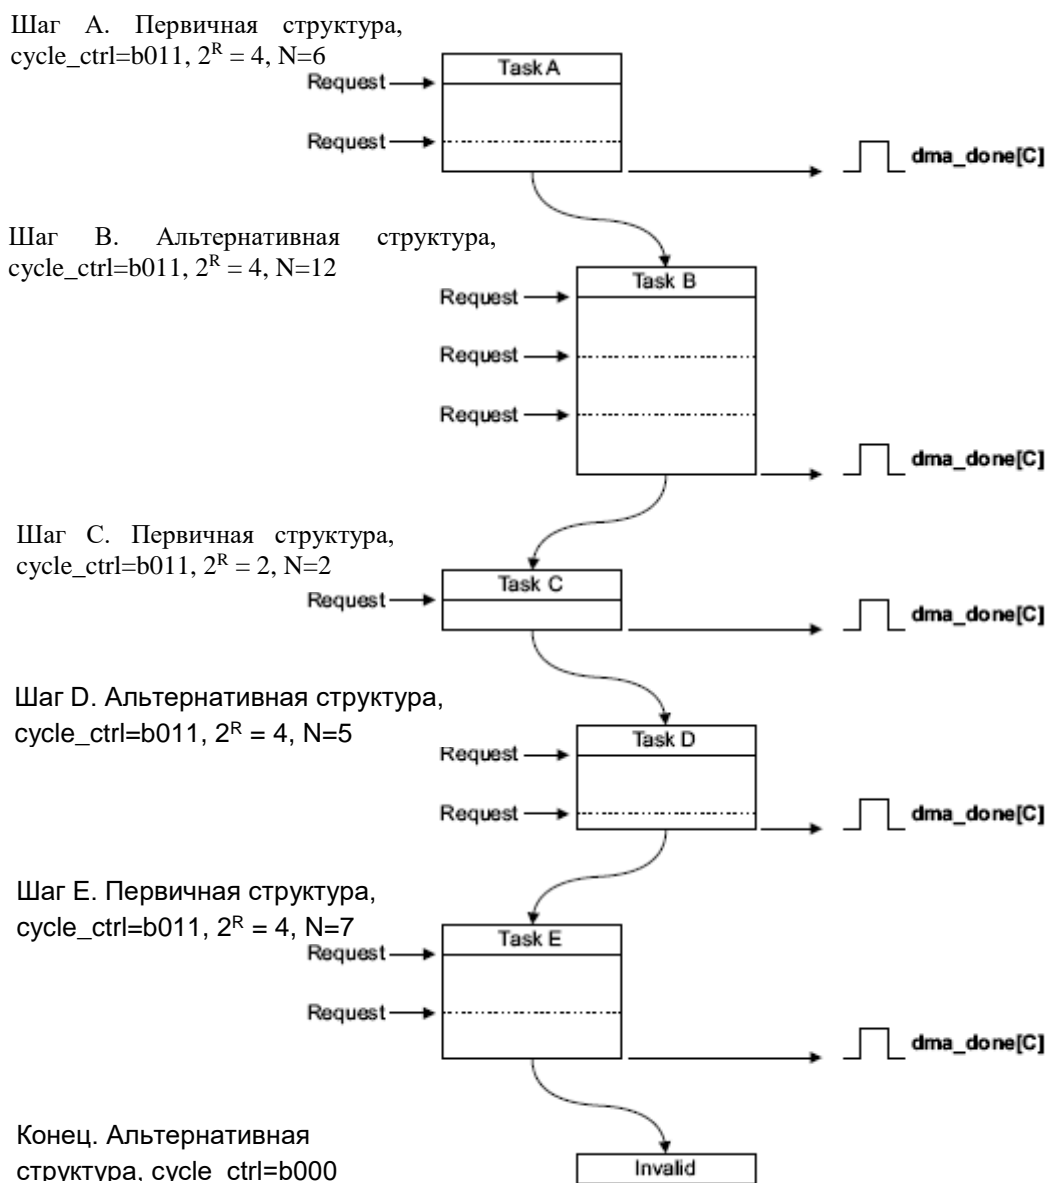 Шаг А. Первичная структура,
cycle_ctrl=b011, 2ᴿ = 4, N=6
Task A
Request
Request
dma_done[C]
Шаг В. Альтернативная структура,
cycle_ctrl=b011, 2ᴿ = 4, N=12
Task B
Request
Request
Request
dma_done[C]
Шаг С. Первичная структура,
cycle_ctrl=b011, 2ᴿ = 2, N=2
Task C
Request
dma_done[C]
Шаг D. Альтернативная структура,
cycle_ctrl=b011, 2ᴿ = 4, N=5
Task D
Request
Request
dma_done[C]
Шаг Е. Первичная структура,
cycle_ctrl=b011, 2ᴿ = 4, N=7
Task E
Request
Request
dma_done[C]
Конец. Альтернативная
структура, cycle_ctrl=b000
Invalid